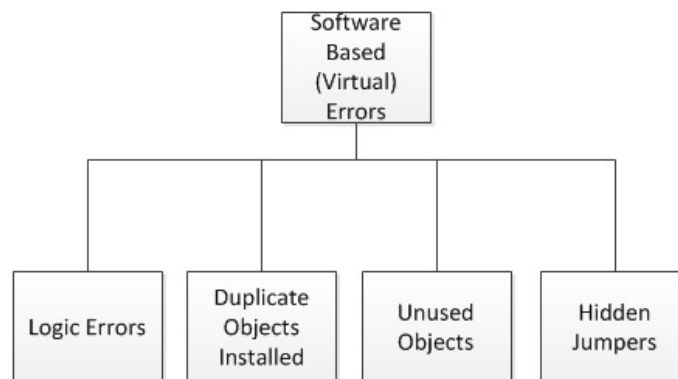 Software
Based
(Virtual)
Errors
Logic Errors
Duplicate
Objects
Installed
Unused
Objects
Hidden
Jumpers